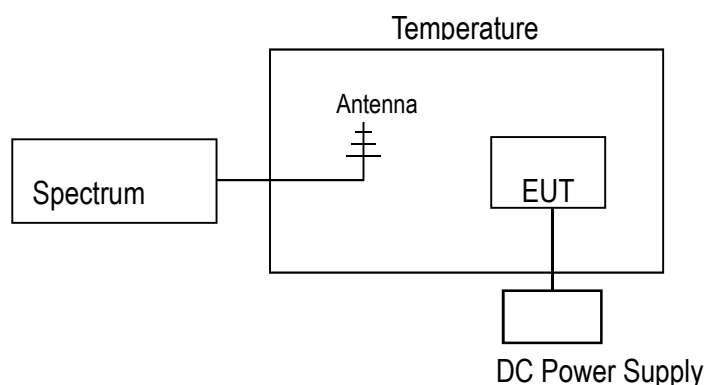 Temperature
Antenna
Spectrum
EUT
DC Power Supply